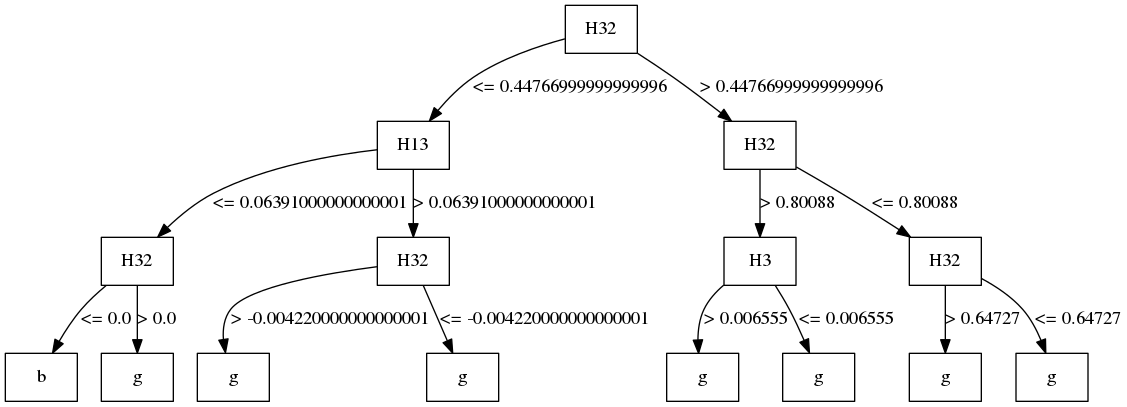 H32
<= 0.44766999999999996 > 0.44766999999999996
H13 H32
<= 0.06391000000000001 > 0.06391000000000001 > 0.80088 <= 0.80088
H32 H32 H3 H32
<= 0.0 > 0.0 > -0.004220000000000001 <= -0.004220000000000001 > 0.006555 <= 0.006555 > 0.64727 <= 0.64727
b g g g g g g g